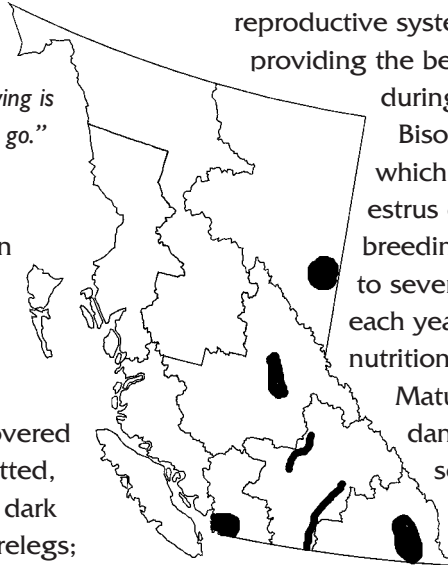 ying is
go.”
n
overed
tted,
dark
relegs;
reproductive syste
providing the be
during
Biso
which
estrus
breedin
to sever
each yea
nutrition
Matu
dan